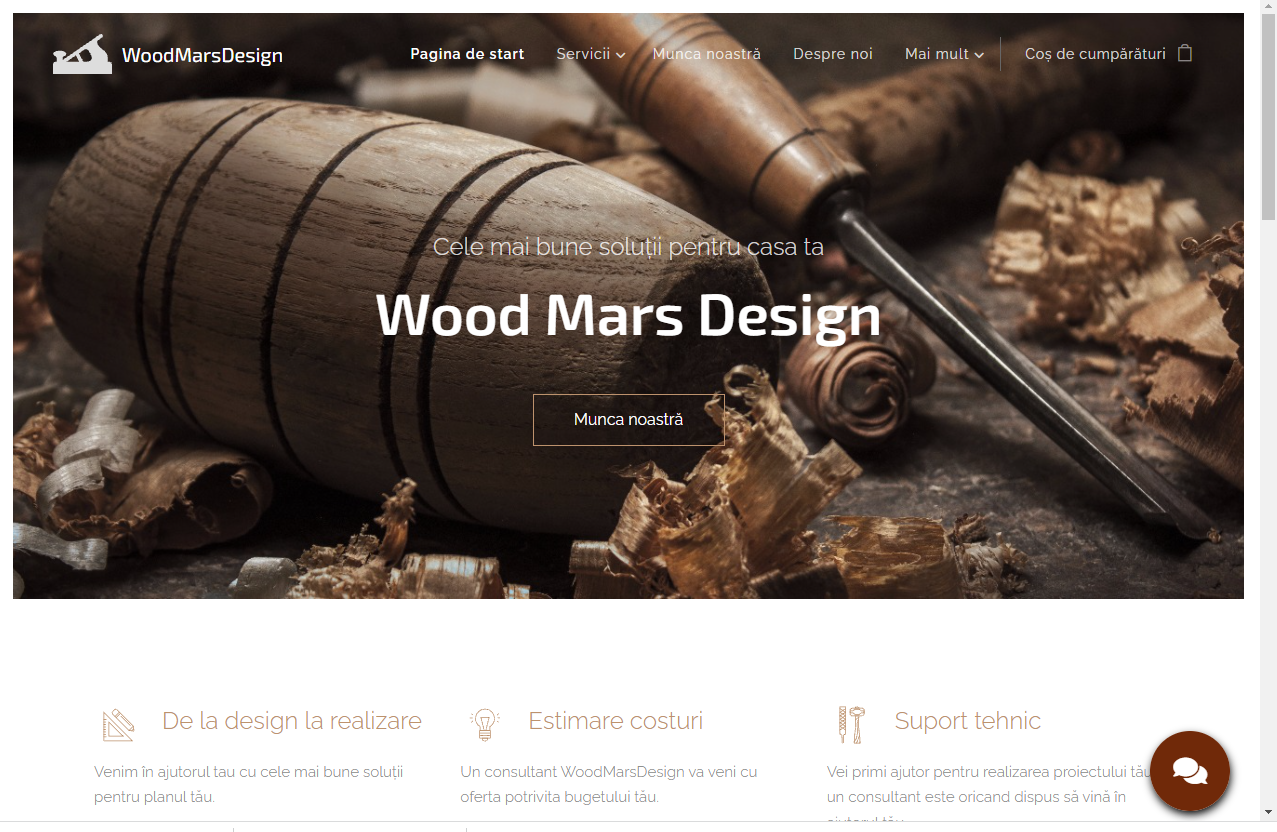 WoodMarsDesign
Pagina de start
Servicii
Munca noastră
Despre noi
Mai mult
Coș de cumpărături
Cele mai bune soluții pentru casa ta
Wood Mars Design
Munca noastră
De la design la realizare
Venim în ajutorul tau cu cele mai bune soluții
pentru planul tău.
Estimare costuri
Un consultant WoodMarsDesign va veni cu
oferta potrivita bugetului tău.
Suport tehnic
Vei primi ajutor pentru realizarea proiectului tău
un consultant este oricand dispus să vină în
ajutorul tău.